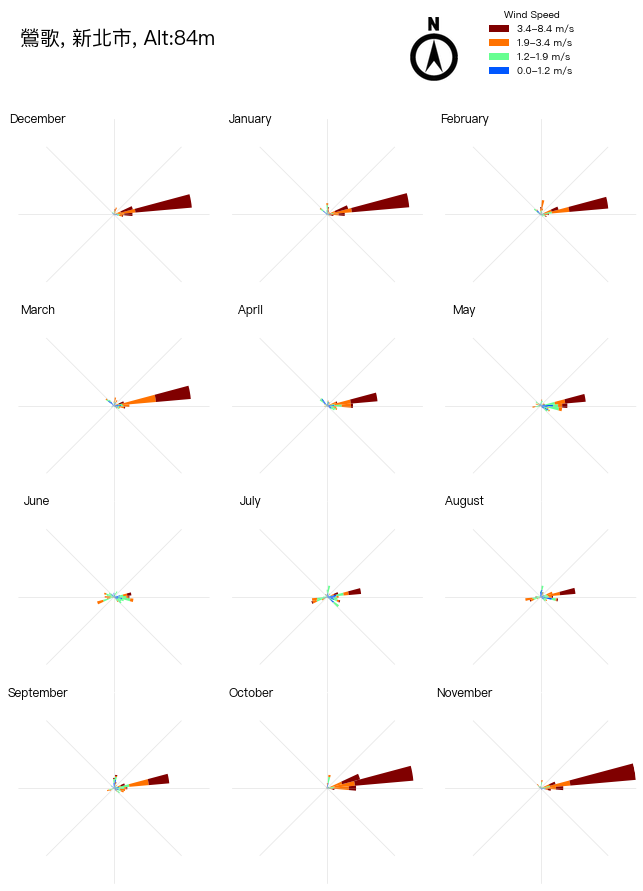 N
Wind Speed
鶯歌, 新北市, Alt:84m
3.4–8.4 m/s
1.9–3.4 m/s
1.2–1.9 m/s
0.0–1.2 m/s
December
January
February
March
April
May
June
July
August
September
October
November